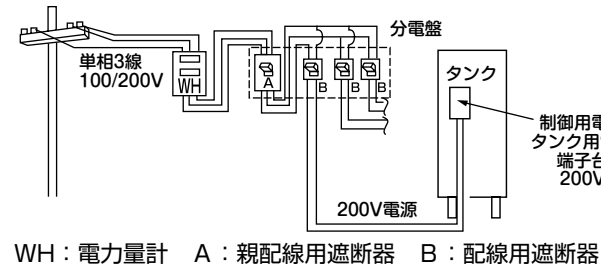 分電盤
単相3線
100/200V
WH
A
B
B
B
タンク
制御用電
タンク用
端子台
200V
200V電源
WH：電力量計 A：親配線用遮断器 B：配線用遮断器